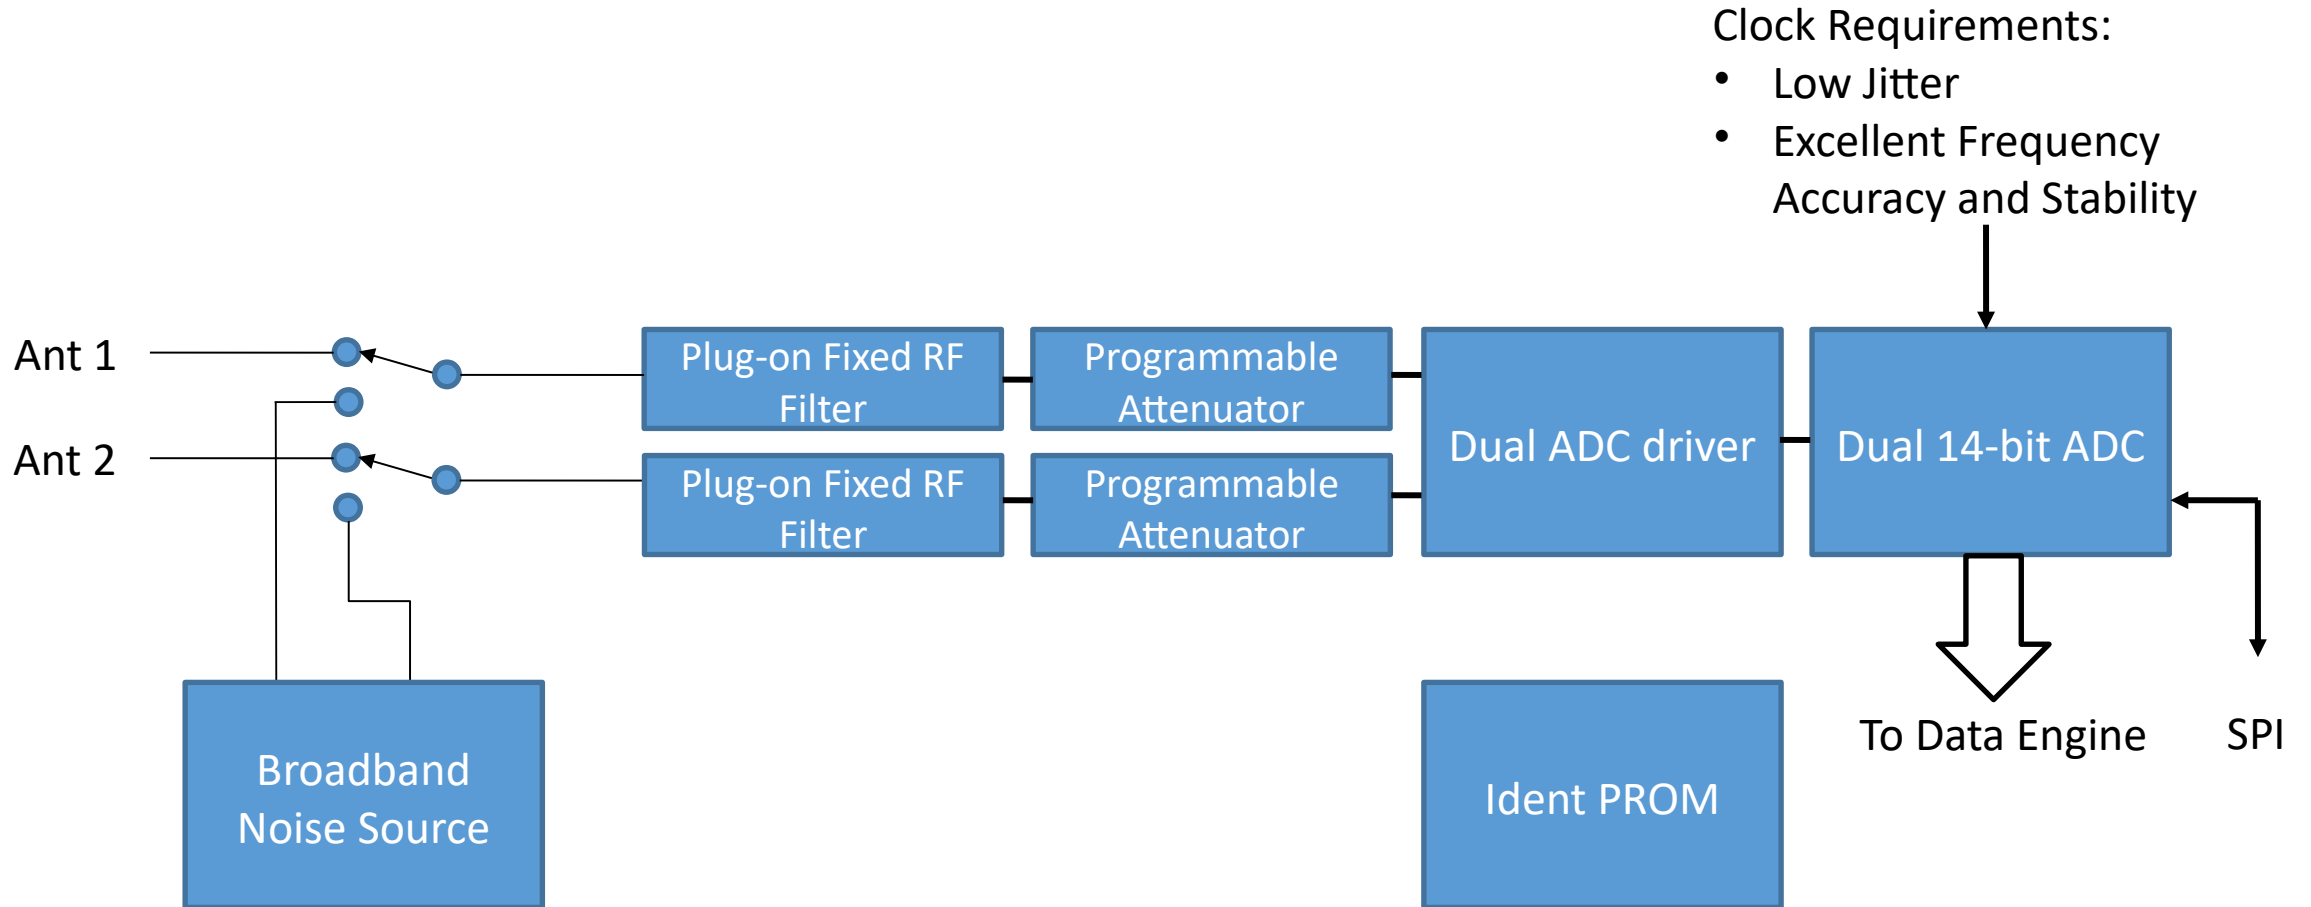 Clock Requirements:
• Low Jitter
• Excellent Frequency
Accuracy and Stability
Ant 1
Plug-on Fixed RF
Filter
Programmable
Attenuator
Ant 2
Plug-on Fixed RF
Filter
Programmable
Attenuator
Dual ADC driver
Dual 14-bit ADC
To Data Engine
SPI
Broadband
Noise Source
Ident PROM